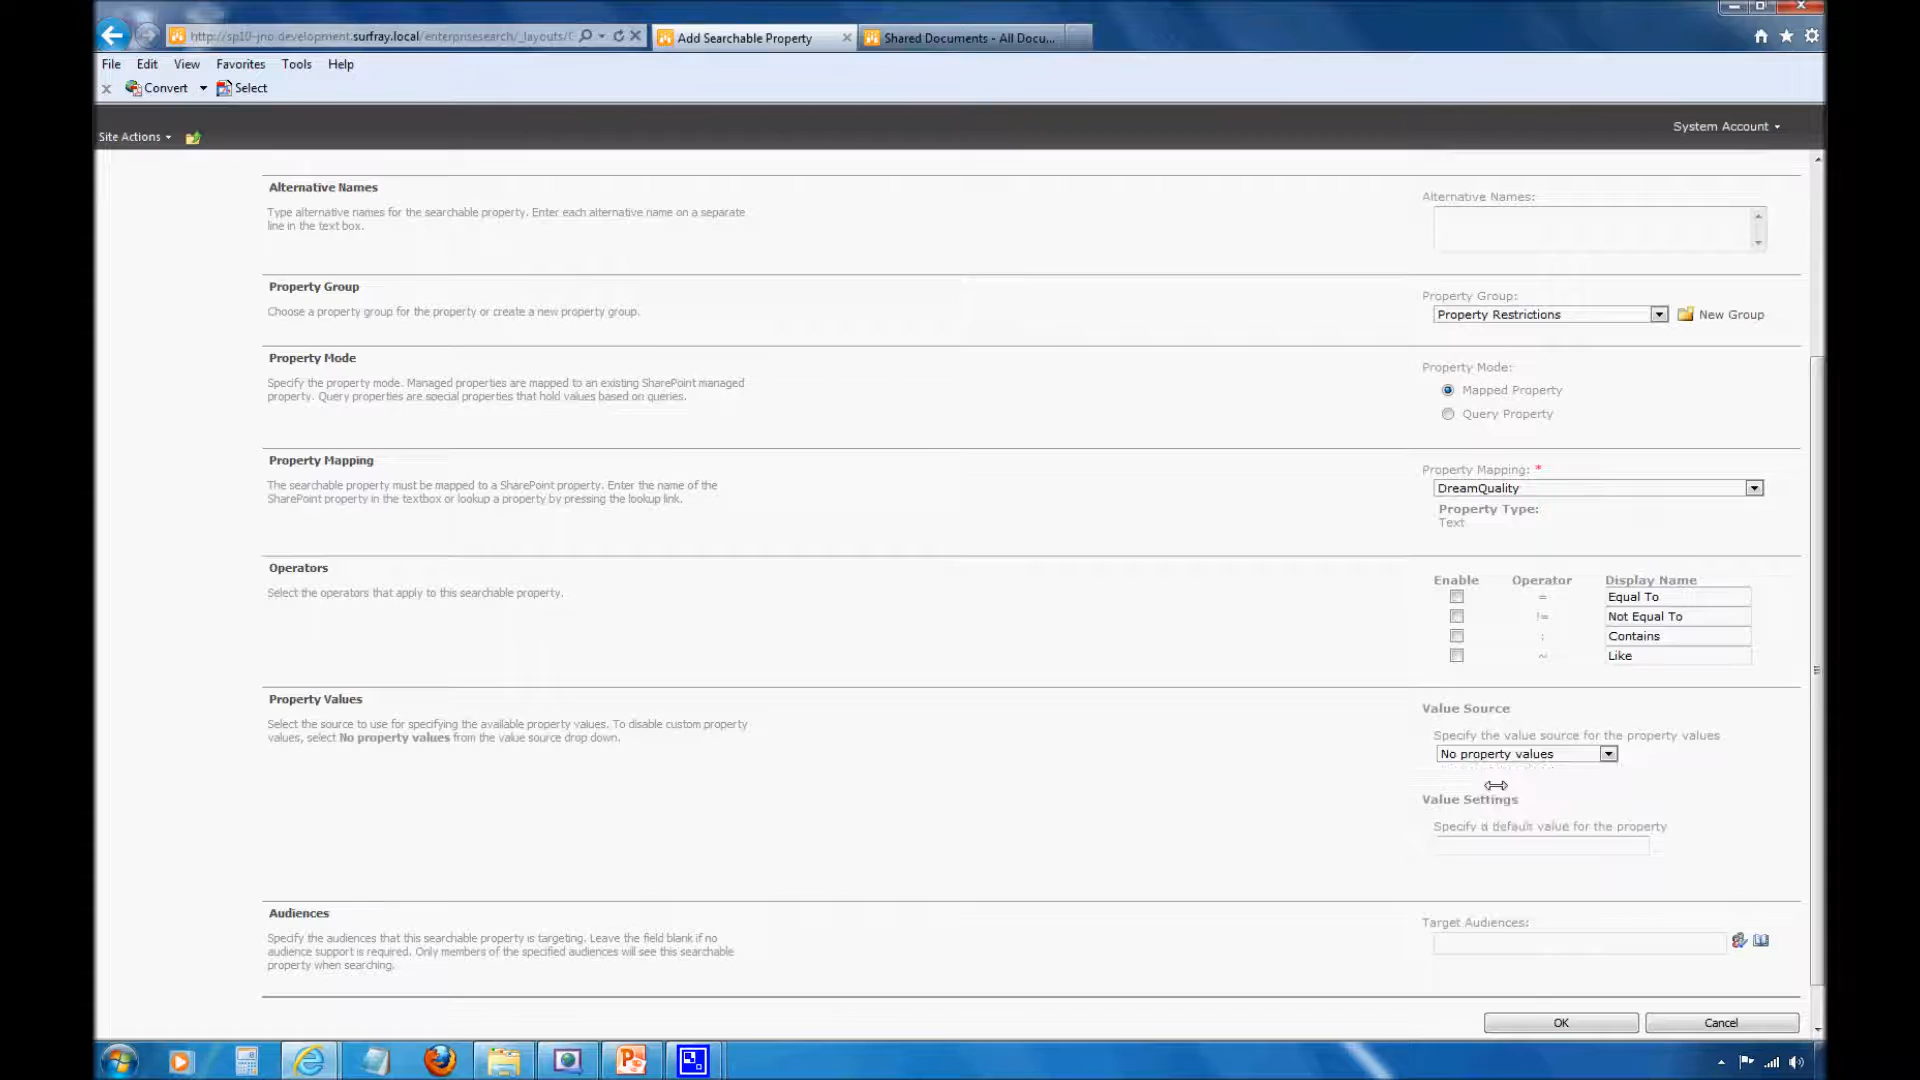 http://sp10-jno.development.surfray.local/enterprisesearch/_layouts/
Add Searchable Property
Shared Documents - All Docu...
File Edit View Favorites Tools Help
Convert Select
Site Actions
System Account
Alternative Names
Type alternative names for the searchable property. Enter each alternative name on a separate
line in the text box.
Alternative Names:
Property Group
Choose a property group for the property or create a new property group.
Property Group:
Property Restrictions
New Group
Property Mode
Specify the property mode. Managed properties are mapped to an existing SharePoint managed
property. Query properties are special properties that hold values based on queries.
Property Mode:
Mapped Property
Query Property
Property Mapping
The searchable property must be mapped to a SharePoint property. Enter the name of the
SharePoint property in the textbox or lookup a property by pressing the lookup link.
Property Mapping: *
DreamQuality
Property Type:
Text
Operators
Select the operators that apply to this searchable property.
Enable Operator Display Name
= Equal To
!= Not Equal To
: Contains
~ Like
Property Values
Select the source to use for specifying the available property values. To disable custom property
values, select No property values from the value source drop down.
Value Source
Specify the value source for the property values
No property values
Value Settings
Specify a default value for the property
Audiences
Specify the audiences that this searchable property is targeting. Leave the field blank if no
audience support is required. Only members of the specified audiences will see this searchable
property when searching.
Target Audiences:
OK
Cancel